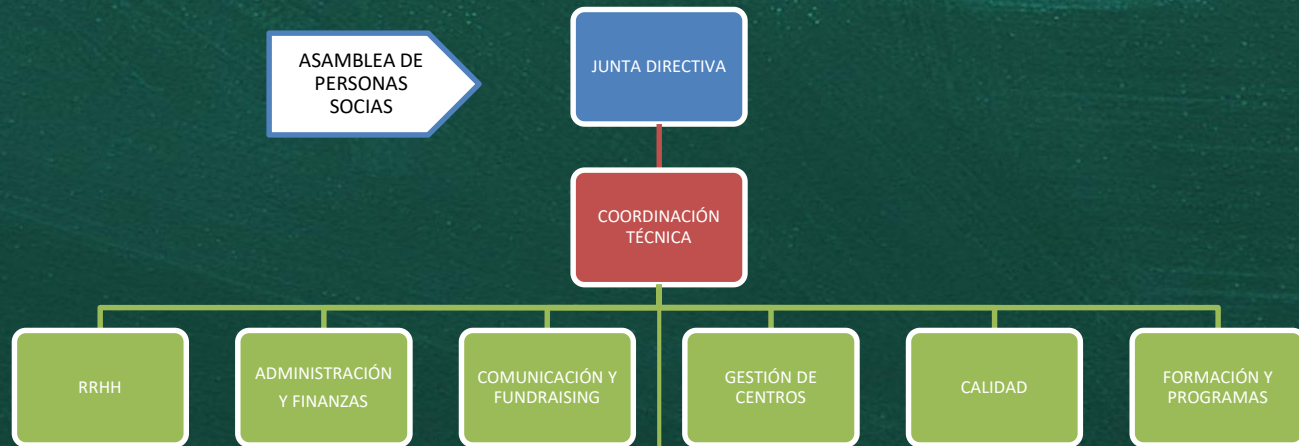 ASAMBLEA DE
PERSONAS
SOCIAS
JUNTA DIRECTIVA
COORDINACIÓN
TÉCNICA
RRHH
ADMINISTRACIÓN
Y FINANZAS
COMUNICACIÓN Y
FUNDRAISING
GESTIÓN DE
CENTROS
CALIDAD
FORMACIÓN Y
PROGRAMAS